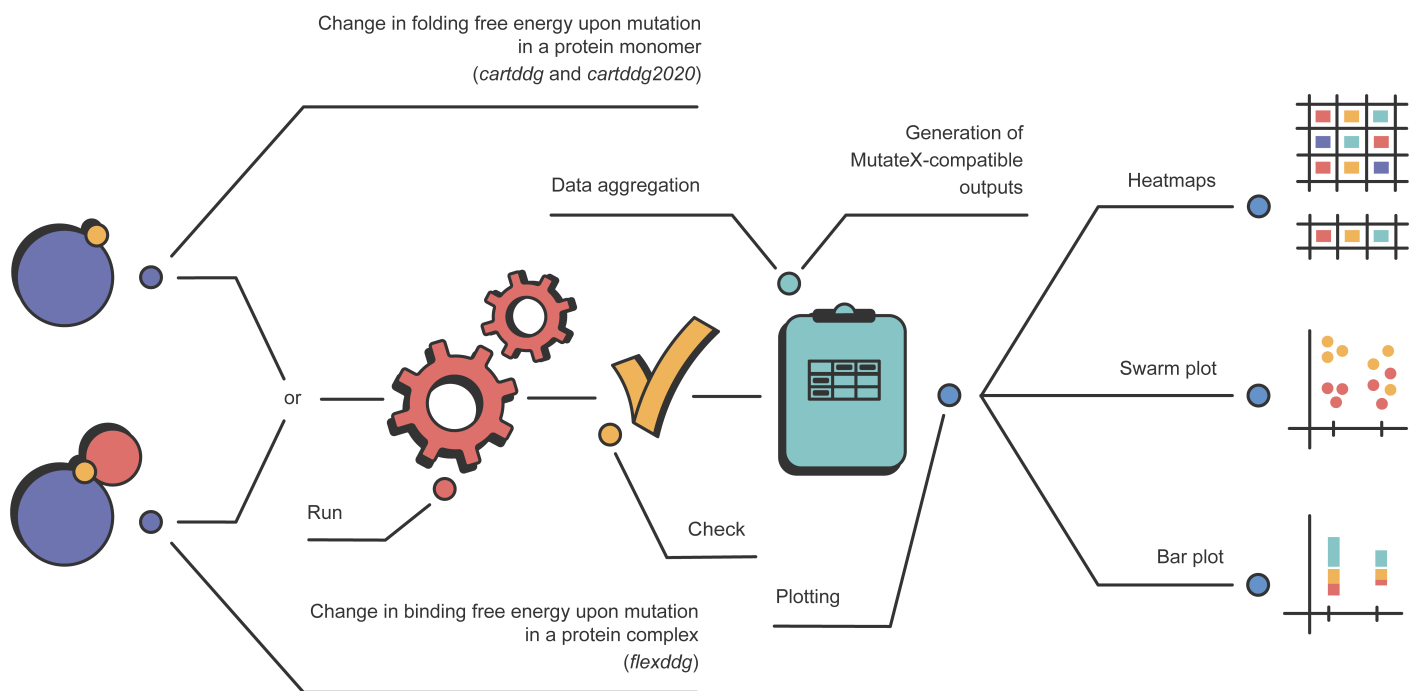 Change in folding free energy upon mutation
in a protein monomer
(cartddg and cartddg2020)
Generation of
MutateX-compatible
outputs
Data aggregation
Heatmaps
Swarm plot
or
Run
Check
Bar plot
Plotting
Change in binding free energy upon mutation
in a protein complex
(flexddg)